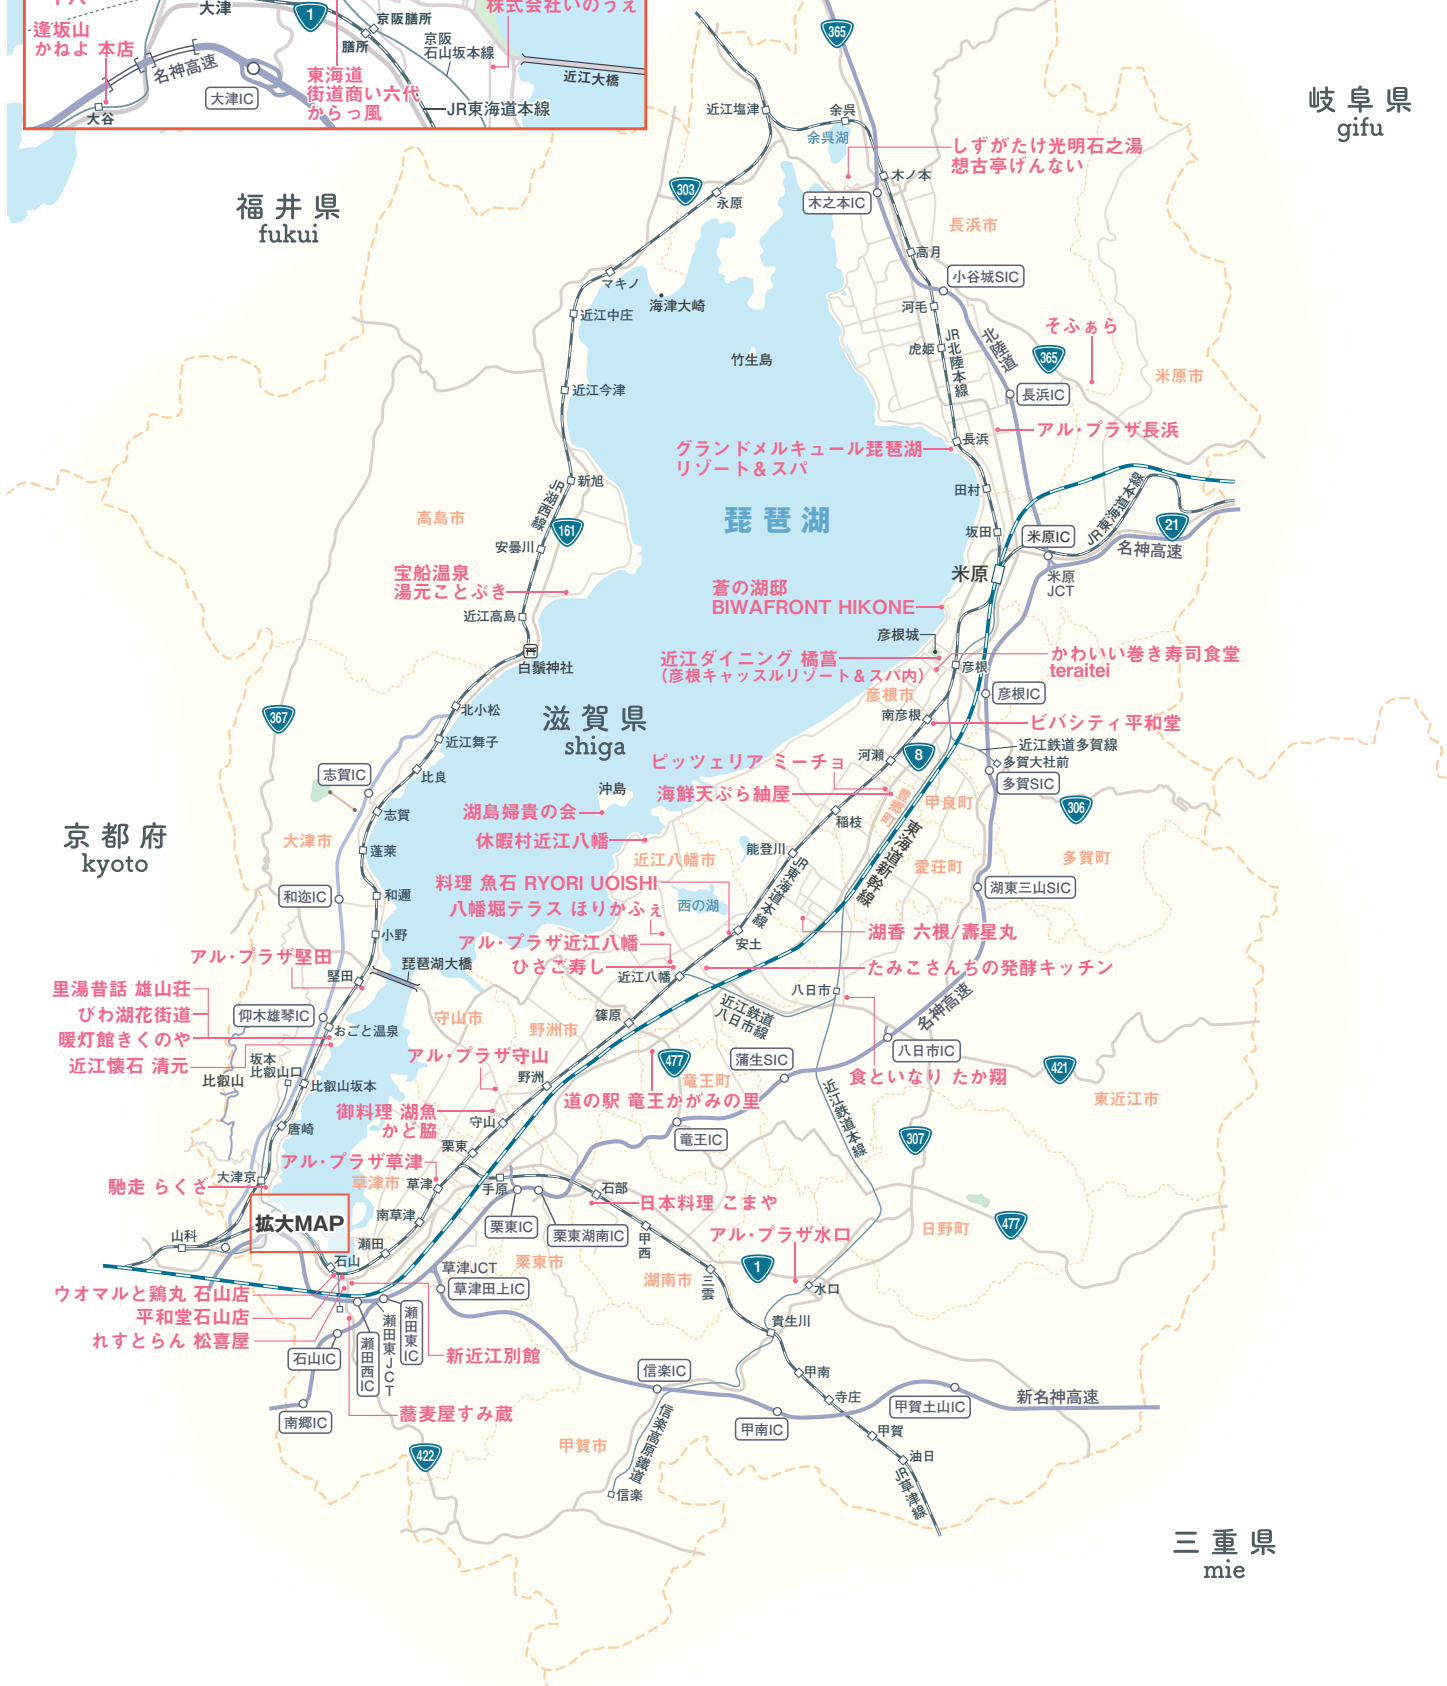 大津
1
京阪膳所
膳所
京阪
石山坂本線
株式会社いのうえ
近江大橋
逢坂山
かねよ 本店
名神高速
大津IC
大谷
東海道
街道商い六代
からっ風
JR東海道本線
365
岐阜県
gifu
近江塩津
余呉
余呉湖
しずがたけ光明石之湯
想古亭げんない
木ノ本
木之本IC
303
永原
福井県
fukui
長浜市
高月
小谷城SIC
マキノ
海津大崎
近江中庄
河毛
そふぁら
虎姫
JR北陸本線
北陸道
365
竹生島
米原市
近江今津
長浜IC
アル・プラザ長浜
長浜
グランドメルキュール琵琶湖
リゾート&スパ
新旭
田村
JR湖西線
高島市
161
琵琶湖
坂田
米原IC
JR東海道本線
21
名神高速
安曇川
米原
米原
JCT
宝船温泉
湯元ことぶき
蒼の湖邸
BIWAFRONT HIKONE
近江高島
彦根城
白鬚神社
近江ダイニング 橘菖
(彦根キャッスルリゾート&スパ内)
かわいい巻き寿司食堂
teraitei
彦根
彦根市
彦根IC
367
北小松
滋賀県
shiga
南彦根
ビバシティ平和堂
近江舞子
近江鉄道多賀線
河瀬
8
多賀大社前
ピッツェリア ミーチョ
志賀IC
比良
多賀SIC
沖島
海鮮天ぷら紬屋
豊郷町
甲良町
306
志賀
湖島婦貴の会
稲枝
京都府
kyoto
大津市
休暇村近江八幡
東海道新幹線
蓬莱
近江八幡市
能登川
JR東海道本線
愛荘町
多賀町
料理 魚石 RYORI UOISHI
湖東三山SIC
和迩IC
和邇
八幡堀テラス ほりかふぇ
西の湖
小野
アル・プラザ近江八幡
安土
湖香 六根/壽星丸
アル・プラザ堅田
琵琶湖大橋
ひさご寿し
近江八幡
たみこさんちの発酵キッチン
堅田
里湯昔話 雄山荘
びわ湖花街道
暖灯館きくのや
近江懐石 清元
仰木雄琴IC
おごと温泉
八日市
近江鉄道
八日市線
名神高速
守山市
野洲市
篠原
八日市IC
坂本
比叡山口
比叡山
比叡山坂本
アル・プラザ守山
477
蒲生SIC
竜王町
食といなり たか翔
421
野洲
道の駅 竜王かがみの里
近江鉄道本線
東近江市
御料理 湖魚
かど脇
守山
唐崎
竜王IC
307
栗東
アル・プラザ草津
草津市
大津京
草津
手原
石部
馳走 らくざ
日本料理 こまや
拡大MAP
南草津
栗東IC
栗東湖南IC
甲西
アル・プラザ水口
477
日野町
山科
瀬田
石山
栗東市
湖南市
1
三雲
草津JCT
草津田上IC
水口
ウオマルと鶏丸 石山店
平和堂石山店
れすとらん 松喜屋
貴生川
石山IC
瀬田西IC
瀬田東JCT
瀬田東IC
新近江別館
信楽IC
甲南
寺庄
甲賀土山IC
新名神高速
南郷IC
蕎麦屋すみ蔵
甲南IC
甲賀
422
甲賀市
信楽高原鐵道
油日
JR草津線
信楽
三重県
mie